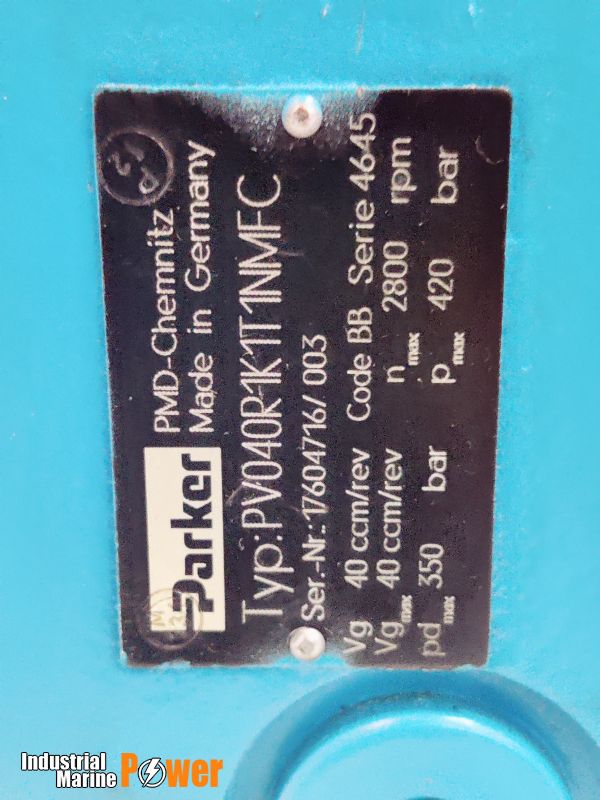 Parker
PMD-Chemnitz
Made in Germany
Typ:PV040R1K1T1NMFC
Ser.-Nr.:17604716/003
Vg 40 ccm/rev Code BB Serie 4645
Vgmax 40 ccm/rev nmax 2800 rpm
pdmax 350 bar pmax 420 bar
Industrial
Marine Power